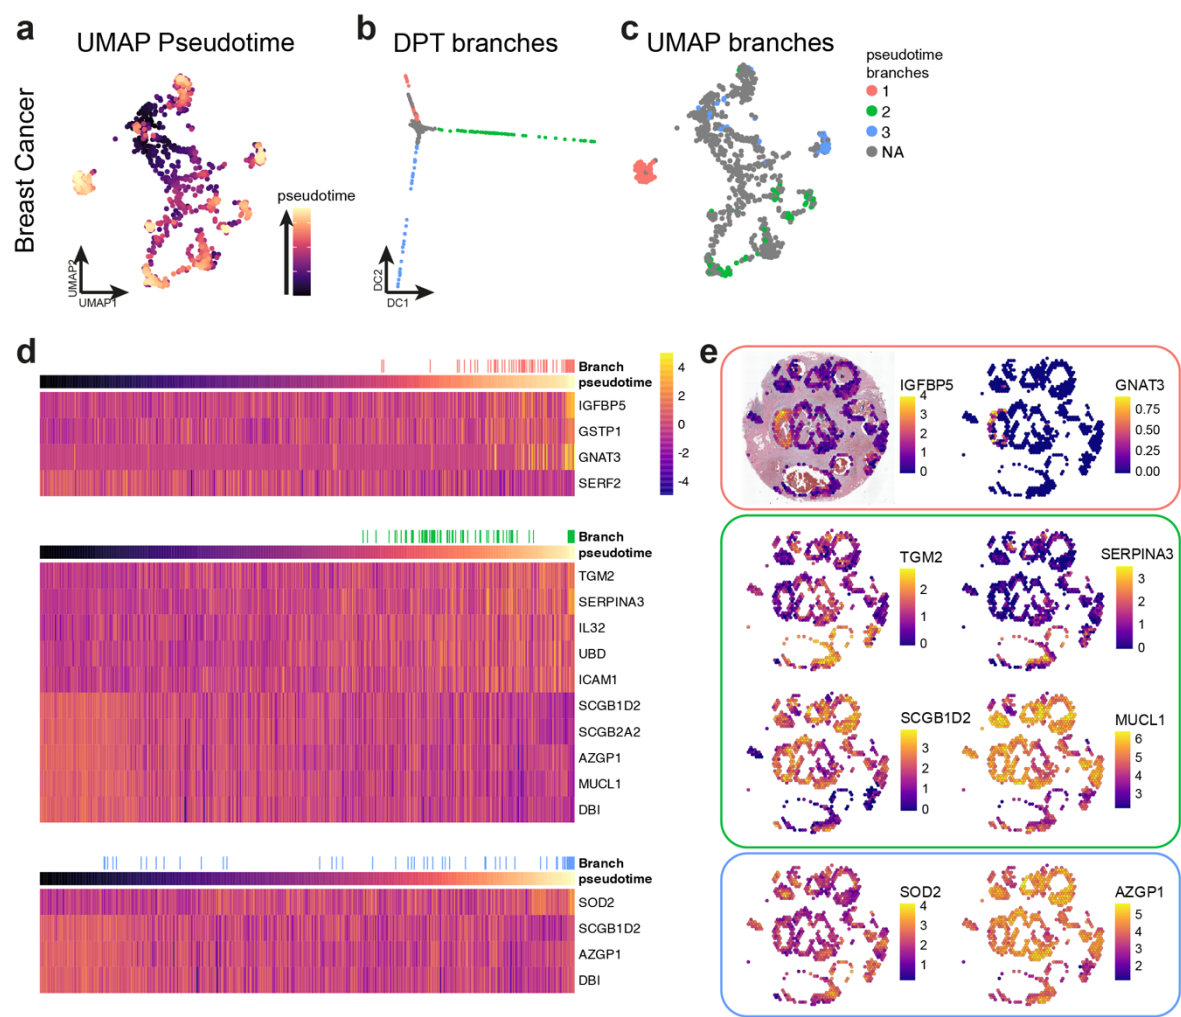 a
UMAP Pseudotime
b
DPT branches
c
UMAP branches
pseudotime
branches
1
2
3
NA
Breast Cancer
pseudotime
UMAP2
UMAP1
DC2
DC1
d
Branch
pseudotime
IGFBP5
GSTP1
GNAT3
SERF2
4
2
0
-2
-4
Branch
pseudotime
TGM2
SERPINA3
IL32
UBD
ICAM1
SCGB1D2
SCGB2A2
AZGP1
MUCL1
DBI
Branch
pseudotime
SOD2
SCGB1D2
AZGP1
DBI
e
IGFBP5
4
3
2
1
0
GNAT3
0.75
0.50
0.25
0.00
TGM2
2
1
0
SERPINA3
3
2
1
0
SCGB1D2
3
2
1
0
MUCL1
6
5
4
3
SOD2
4
3
2
1
AZGP1
5
4
3
2